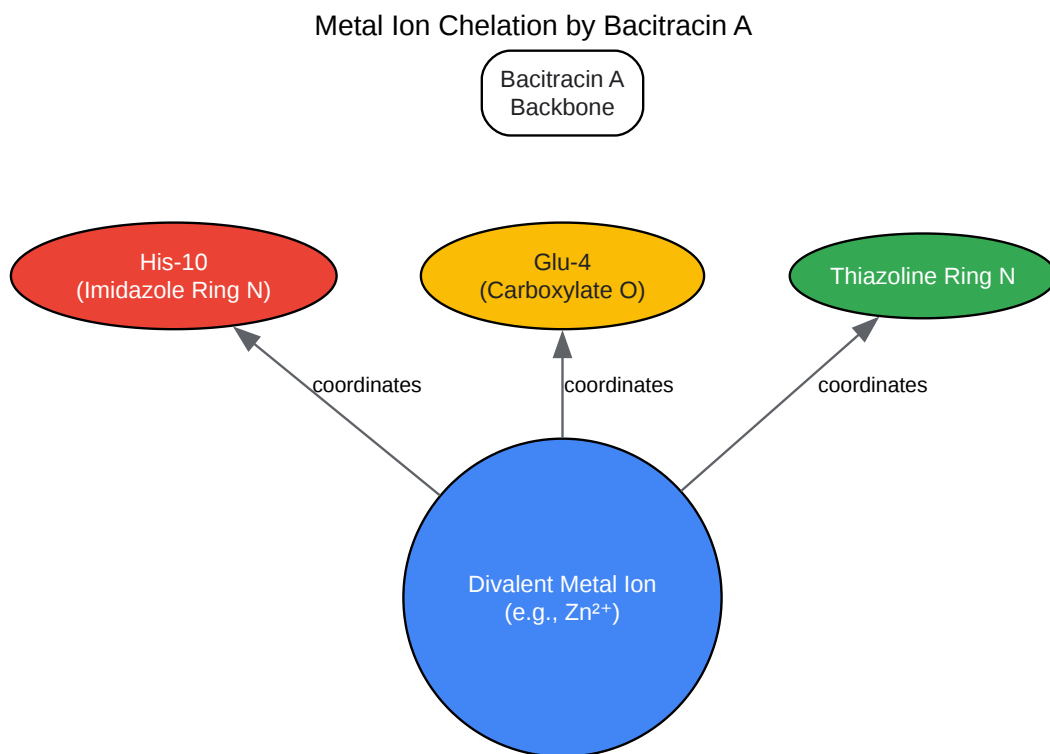 Metal Ion Chelation by Bacitracin A
Bacitracin A
Backbone
His-10
(Imidazole Ring N)
Glu-4
(Carboxylate O)
Thiazoline Ring N
coordinates
coordinates
coordinates
Divalent Metal Ion
(e.g., Zn²⁺)